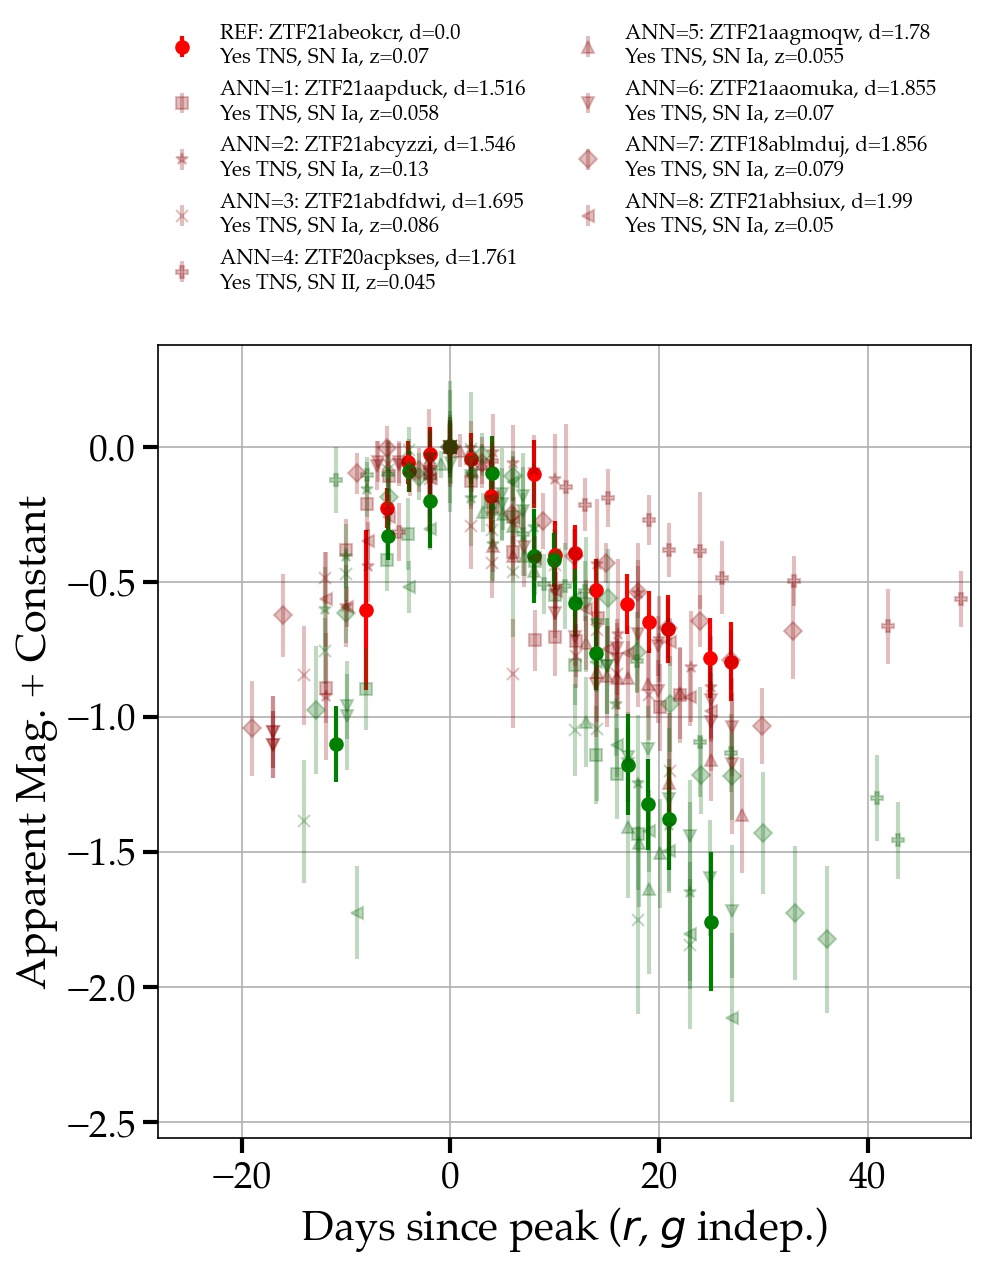 REF: ZTF21abeokcr, d=0.0
Yes TNS, SN Ia, z=0.07
ANN=1: ZTF21aapduck, d=1.516
Yes TNS, SN Ia, z=0.058
ANN=2: ZTF21abcyzzi, d=1.546
Yes TNS, SN Ia, z=0.13
ANN=3: ZTF21abdfdwi, d=1.695
Yes TNS, SN Ia, z=0.086
ANN=4: ZTF20acpkses, d=1.761
Yes TNS, SN II, z=0.045
ANN=5: ZTF21aagmoqw, d=1.78
Yes TNS, SN Ia, z=0.055
ANN=6: ZTF21aaomuka, d=1.855
Yes TNS, SN Ia, z=0.07
ANN=7: ZTF18ablmduj, d=1.856
Yes TNS, SN Ia, z=0.079
ANN=8: ZTF21abhsiux, d=1.99
Yes TNS, SN Ia, z=0.05
Apparent Mag. + Constant
0.0
−0.5
−1.0
−1.5
−2.0
−2.5
−20
0
20
40
Days since peak (r, g indep.)